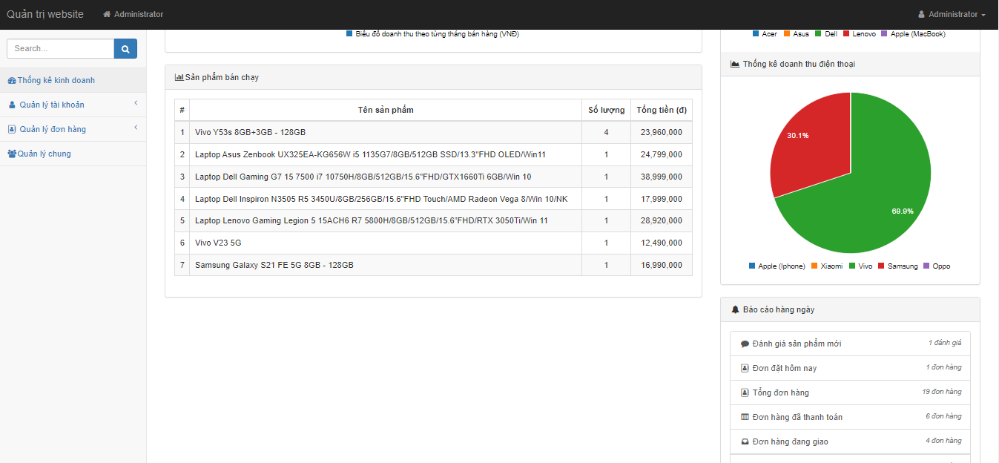 Quản trị website
Administrator
Administrator
Search...
Thống kê kinh doanh
Quản lý tài khoản
Quản lý đơn hàng
Quản lý chung
Biểu đồ doanh thu theo từng tháng bán hàng (VNĐ)
Sản phẩm bán chạy
# Tên sản phẩm Số lượng Tổng tiền (đ)
1 Vivo Y53s 8GB+3GB - 128GB 4 23,960,000
2 Laptop Asus Zenbook UX325EA-KG656W i5 1135G7/8GB/512GB SSD/13.3"FHD OLED/Win11 1 24,799,000
3 Laptop Dell Gaming G7 15 7500 i7 10750H/8GB/512GB/15.6"FHD/GTX1660Ti 6GB/Win 10 1 38,999,000
4 Laptop Dell Inspiron N3505 R5 3450U/8GB/256GB/15.6"FHD Touch/AMD Radeon Vega 8/Win 10/NK 1 17,999,000
5 Laptop Lenovo Gaming Legion 5 15ACH6 R7 5800H/8GB/512GB/15.6"FHD/RTX 3050Ti/Win 11 1 28,920,000
6 Vivo V23 5G 1 12,490,000
7 Samsung Galaxy S21 FE 5G 8GB - 128GB 1 16,990,000
Acer Asus Dell Lenovo Apple (MacBook)
Thống kê doanh thu điện thoại
30.1%
69.9%
Apple (Iphone) Xiaomi Vivo Samsung Oppo
Báo cáo hàng ngày
Đánh giá sản phẩm mới 1 đánh giá
Đơn đặt hôm nay 1 đơn hàng
Tổng đơn hàng 19 đơn hàng
Đơn hàng đã thanh toán 6 đơn hàng
Đơn hàng đang giao 4 đơn hàng